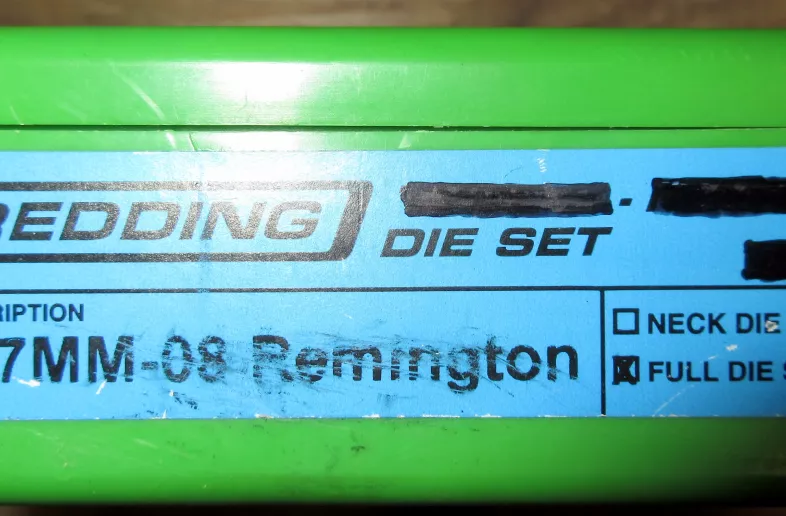 REDDING
DIE SET
RIPTION
7MM-08 Remington
NECK DIE
FULL DIE S